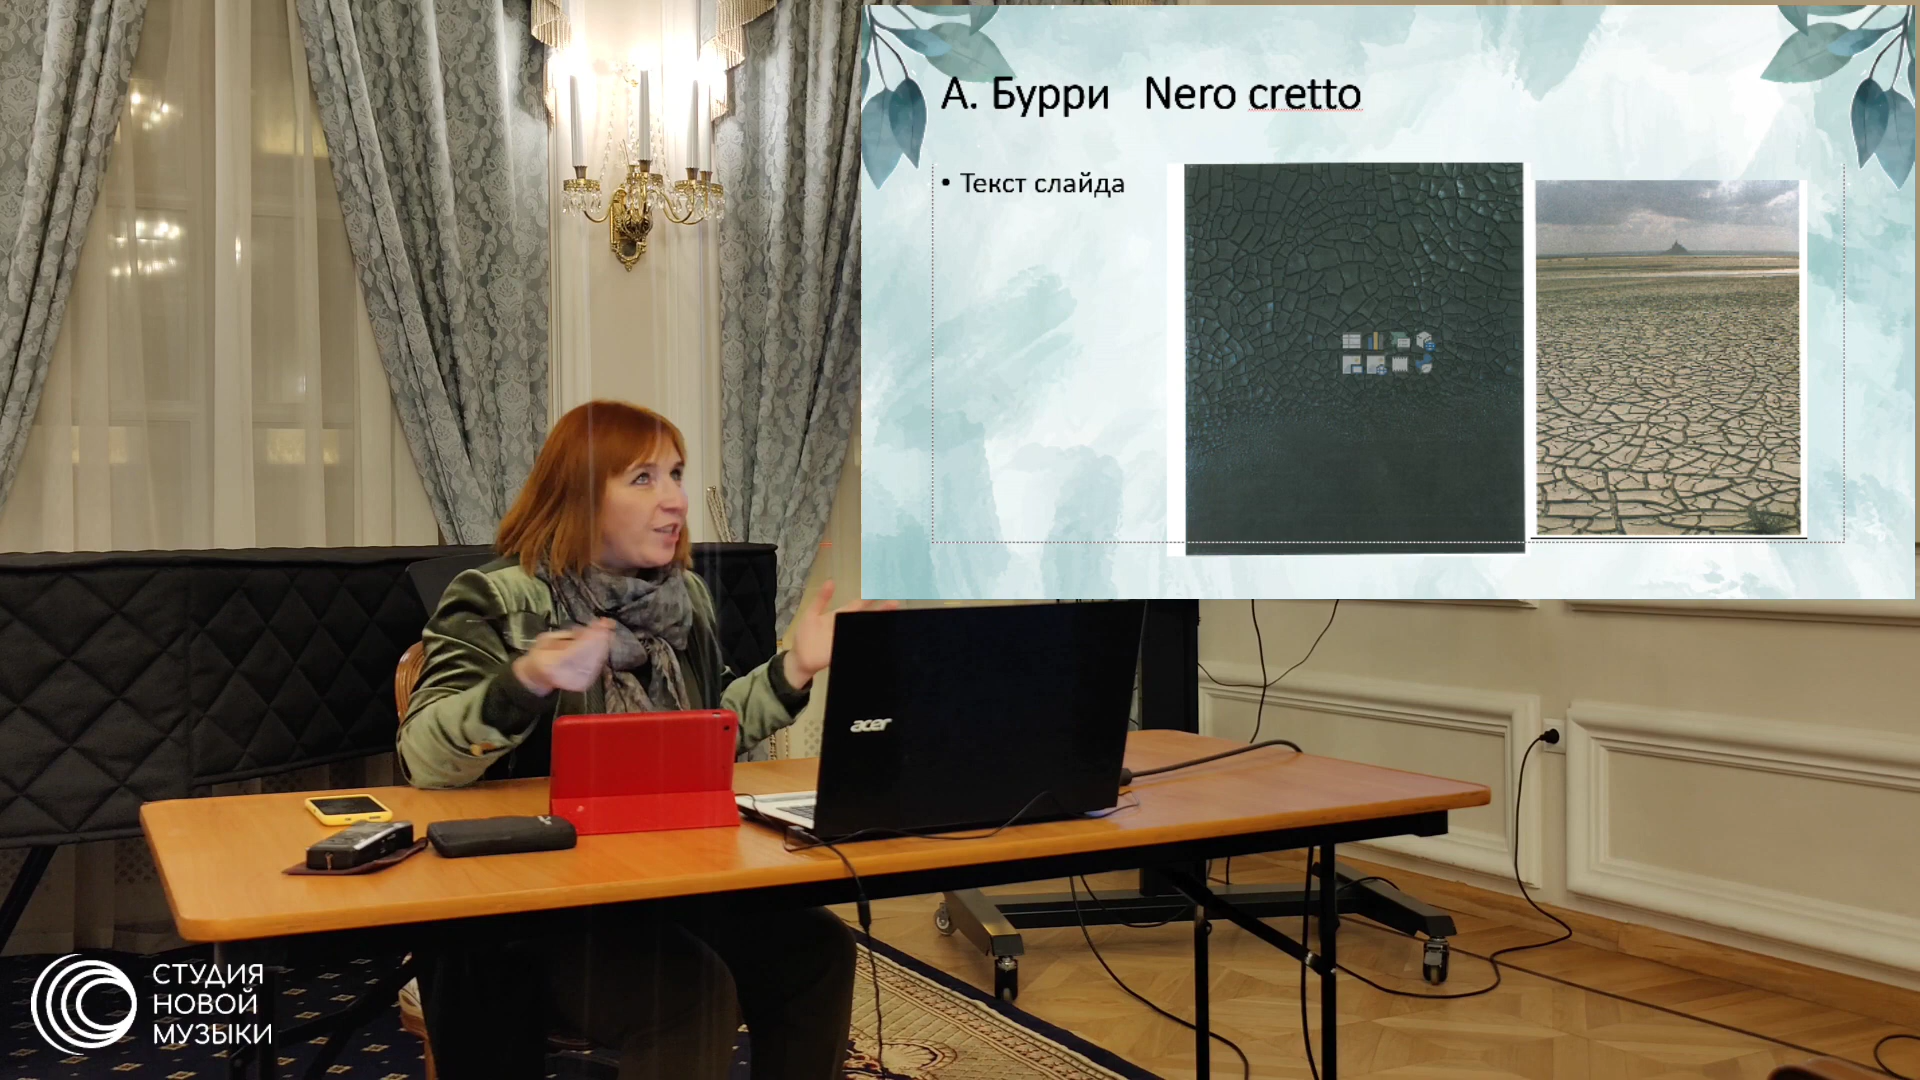 А. Бурри Nero cretto
• Текст слайда
acer
СТУДИЯ
НОВОЙ
МУЗЫКИ